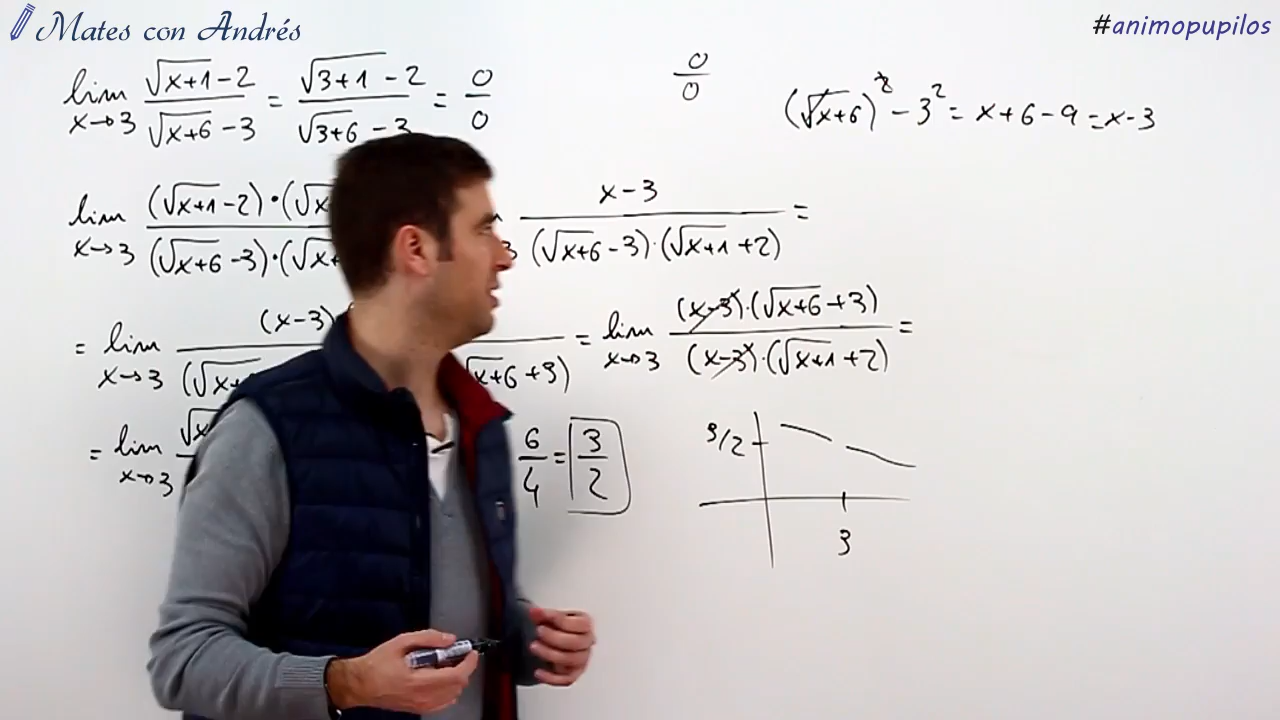 Mates con Andrés
#animopupilos
lim x→3 (√x+1 - 2)/(√x+6 - 3) = (√3+1 - 2)/(√3+6 - 3) = 0/0
0/0
(√x+6)² - 3² = x+6-9 = x-3
lim x→3 (√x+1 - 2)·(√x / (√x+6 - 3)·(√x+
x-3 / (√x+6 - 3)·(√x+1 + 2) =
= lim x→3 (x-3) / (√x+ √x+6 + 3) = lim x→3 (x-3)·(√x+6 + 3) / (x-3)·(√x+1 + 2) =
= lim x→3 √x 6/4 = 3/2
3/2
3